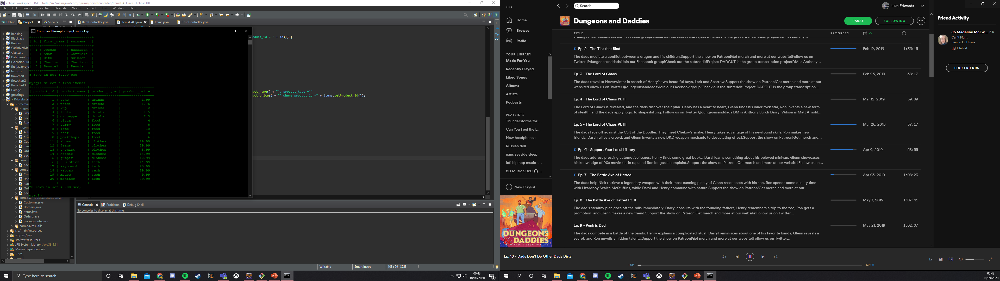 eclipse-workspace - IMS-Starter/src/main/java/com/qa/ims/persistence/dao/ItemsDAO.java - Eclipse IDE
File Edit Source Refactor Navigate Search Project Run Window Help
Debug Project... Servers
ItemController.java ItemsDAO.java Items.java CrudController.java
banking
Blackjack
Builder
CarDriverMe
classtest
DatabaseProj
ExtensionBui
firstjavaproje
fizzbuzz
flowchart1
flowchart2
flowchart3
Garage
greetings
> IMS-Starter
> src/mai
> com.
IMS
pac
Run
> com.
Acti
> C
Cus
Iten
Ord
pac
com.qa
pac
com.qa
Cus
Dao
Iten
Ord
pac
com.qa.ims.persistence.domain
Customer.java
Domain.java
Items.java
Orders.java
package-info.java
com.qa.ims.utils
src/main/resources
src/test/java
src/test/resources
JRE System Library [JavaSE-1.8]
Maven Dependencies
> src
Command Prompt - mysql -u root -p
| id | first_name | surname |
| 1 | Jordan | Harrison |
| 2 | Adam | Garfield |
| 3 | Beth | Swinson |
| 4 | Charlie | Charlston |
| 5 | Danniel | Dennis |
5 rows in set (0.00 sec)
mysql> select * from items;
| product_id | product_name | product_type | product_price |
| 1 | coke | drinks | 1.99 |
| 2 | pepsi | drinks | 1.75 |
| 3 | 7up | drinks | 2 |
| 4 | fanta | drinks | 1.5 |
| 5 | dr pepper | drinks | 2.5 |
| 6 | pizza | food | 4 |
| 7 | curry | food | 5 |
| 8 | lamb | food | 10 |
| 9 | beef | food | 8 |
| 10 | porkchops | food | 6 |
| 11 | shoes | clothes | 19.99 |
| 12 | jeans | clothes | 39.99 |
| 13 | t-shirt | clothes | 8.99 |
| 14 | hoodie | clothes | 14.99 |
| 15 | jumper | clothes | 12.99 |
| 16 | USB stick | tech | 14.99 |
| 17 | keyboard | tech | 20.99 |
| 18 | webcam | tech | 19.99 |
| 19 | mouse | tech | 9.99 |
| 20 | monitor | tech | 49.99 |
20 rows in set (0.00 sec)
mysql>
oduct_id = " + id);) {
uct_name() + "', product_type ='"
uct_price() + "' where product_id =" + items.getProduct_id());
Console Problems Debug Shell
No consoles to display at this time.
Writable Smart Insert 108 : 29 : 3723
Type here to search
00:43
18/09/2020
2
Search
Luke Edwards
Home
Browse
Radio
YOUR LIBRARY
Made For You
Recently Played
Liked Songs
Albums
Artists
Podcasts
PLAYLISTS
Thunderstorms for ...
Can You Feel the L...
New headphones
Russian doll
nans seaside sleep
lofi hip hop music -...
8D Music 2020 ...
New Playlist
DUNGEONS
& DADDIES
*NOT A BDSM PODCAST
20
Dungeons and Daddies
PAUSE FOLLOWING
TITLE PROGRESS
Ep. 2 - The Ties that Bind Feb 12, 2019 1:36:15
The dads mediate a conflict between a dragon and his children.Support the show on Patreon!Get merch and more at our website!Follow us on
Twitter @dungeonsanddads!Join our Facebook group!Check out the subreddit!Project DADGUT is the group transcription projectDM is Anthony...
Ep. 3 - The Lord of Chaos Feb 26, 2019 58:17
The dads travel to Neverwinter in search of Henry's two beautiful boys, Lark and Sparrow.Support the show on Patreon!Get merch and more at our
website!Follow us on Twitter @dungeonsanddads!Join our Facebook group!Check out the subreddit!Project DADGUT is the group transcription...
Ep. 4 - The Lord of Chaos Pt. II Mar 12, 2019 59:09
The Lord of Chaos is revealed, and the dads discover their plan. Henry has a heart to heart, Glenn finds his inner rock star, Ron invents a new form
of stealth, and the dads apply logic to shapeshifting. Follow us on Twitter @dungeonsanddads DM is Anthony Burch Darryl Wilson is Matt Arnold...
Ep. 5 - The Lord of Chaos Pt. III Mar 26, 2019 57:17
The dads face off against the Cult of the Doodler. They meet Chekov's snake, Henry takes advantage of his newfound skills, Ron makes new
friends, Daryl rallies a crowd, and Glenn invents a new D&D weapon mechanic to devastating effect.Support the show on Patreon!Get merch and...
Ep. 6 - Support Your Local Library Apr 9, 2019 58:55
The dads address pressing automotive issues. Henry finds some great books, Daryl learns something about his beloved minivan, Glenn showcases
his knowledge of 90s movie tie-in rap, and Ron lodges a complaint.Support the show on Patreon!Get merch and more at our website!Follow us on...
Ep. 7 - The Battle Axe of Hatred Apr 23, 2019 1:08:23
The dads help Nick retrieve a legendary weapon with their most cunning plan yet! Glenn reconnects with his son, Ron spends some quality time
with Lizardboy Scales McStuffins, while Daryl and Henry commune with nature.Support the show on Patreon!Get merch and more at our...
Ep. 8 - The Battle Axe of Hatred Pt. II May 7, 2019 1:07:41
The dad's stealthy plan goes off the rails immediately. Darryl consults with the founding fathers, Henry remembers a trip to the zoo, Ron gets a
promotion, and Glenn makes a new friend.Support the show on Patreon!Get merch and more at our website!Follow us on Twitter...
Ep. 9 - Punk is Dad May 21, 2019 1:02:07
The dads compete in a battle of the bands. Henry explains a complicated ritual, Darryl reminisces about one of his favorite bands, Glenn reveals a
secret, and Ron unveils a hidden talent...Support the show on Patreon!Get merch and more at our website!Follow us on Twitter...
Friend Activity
Jo Madeline McEw... 6 h
Can't Fight
Lianne La Havas
Chilled
FIND FRIENDS
Ep. 10 - Dads Don't Do Other Dads Dirty
1:02 62:08
1x
00:43
18/09/2020